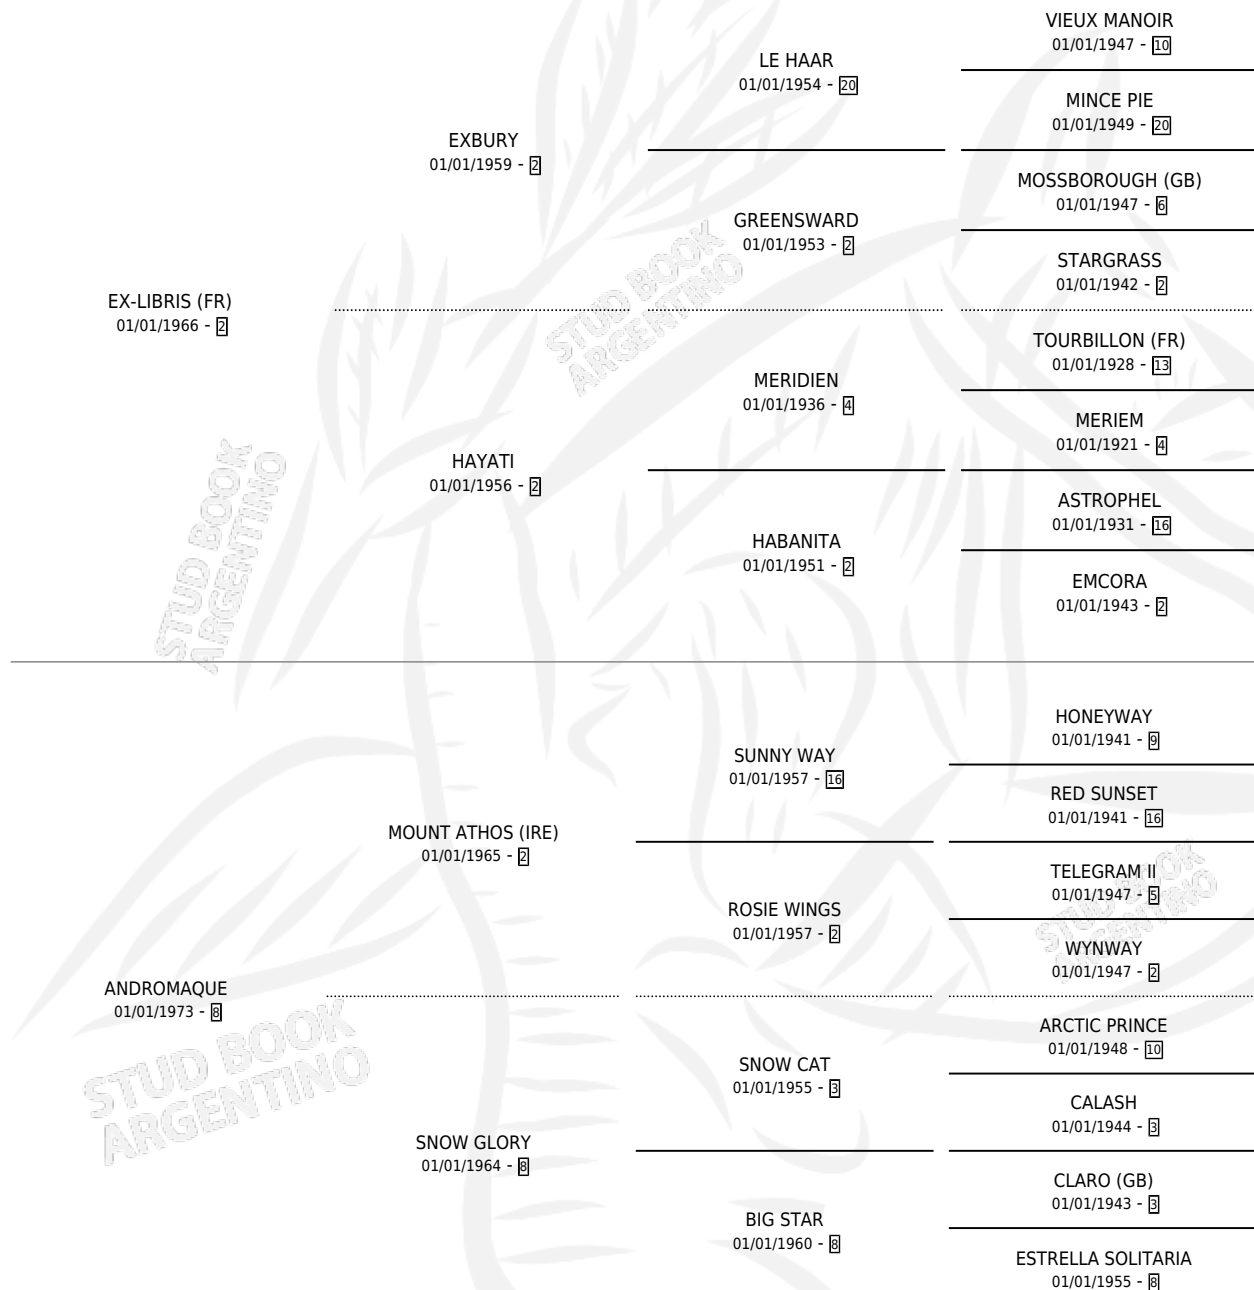 VIEUX MANOIR
01/01/1947 - 10
LE HAAR
01/01/1954 - 20
MINCE PIE
01/01/1949 - 20
EXBURY
01/01/1959 - 2
MOSSBOROUGH (GB)
01/01/1947 - 6
GREENSWARD
01/01/1953 - 2
STARGRASS
01/01/1942 - 2
EX-LIBRIS (FR)
01/01/1966 - 2
STUD BOOK
ARGENTINO
TOURBILLON (FR)
01/01/1928 - 13
MERIDIEN
01/01/1936 - 4
MERIEM
01/01/1921 - 4
HAYATI
01/01/1956 - 2
ASTROPHEL
01/01/1931 - 16
HABANITA
01/01/1951 - 2
EMCORA
01/01/1943 - 2
STUD BOOK
ARGENTINO
HONEYWAY
01/01/1941 - 9
SUNNY WAY
01/01/1957 - 16
RED SUNSET
01/01/1941 - 16
MOUNT ATHOS (IRE)
01/01/1965 - 2
TELEGRAM II
01/01/1947 - 5
ROSIE WINGS
01/01/1957 - 2
WYNWAY
01/01/1947 - 2
STUD BOOK
ARGENTINO
ANDROMAQUE
01/01/1973 - 8
ARCTIC PRINCE
01/01/1948 - 10
SNOW CAT
01/01/1955 - 3
CALASH
01/01/1944 - 3
STUD BOOK
ARGENTINO
SNOW GLORY
01/01/1964 - 8
CLARO (GB)
01/01/1943 - 3
BIG STAR
01/01/1960 - 8
ESTRELLA SOLITARIA
01/01/1955 - 8